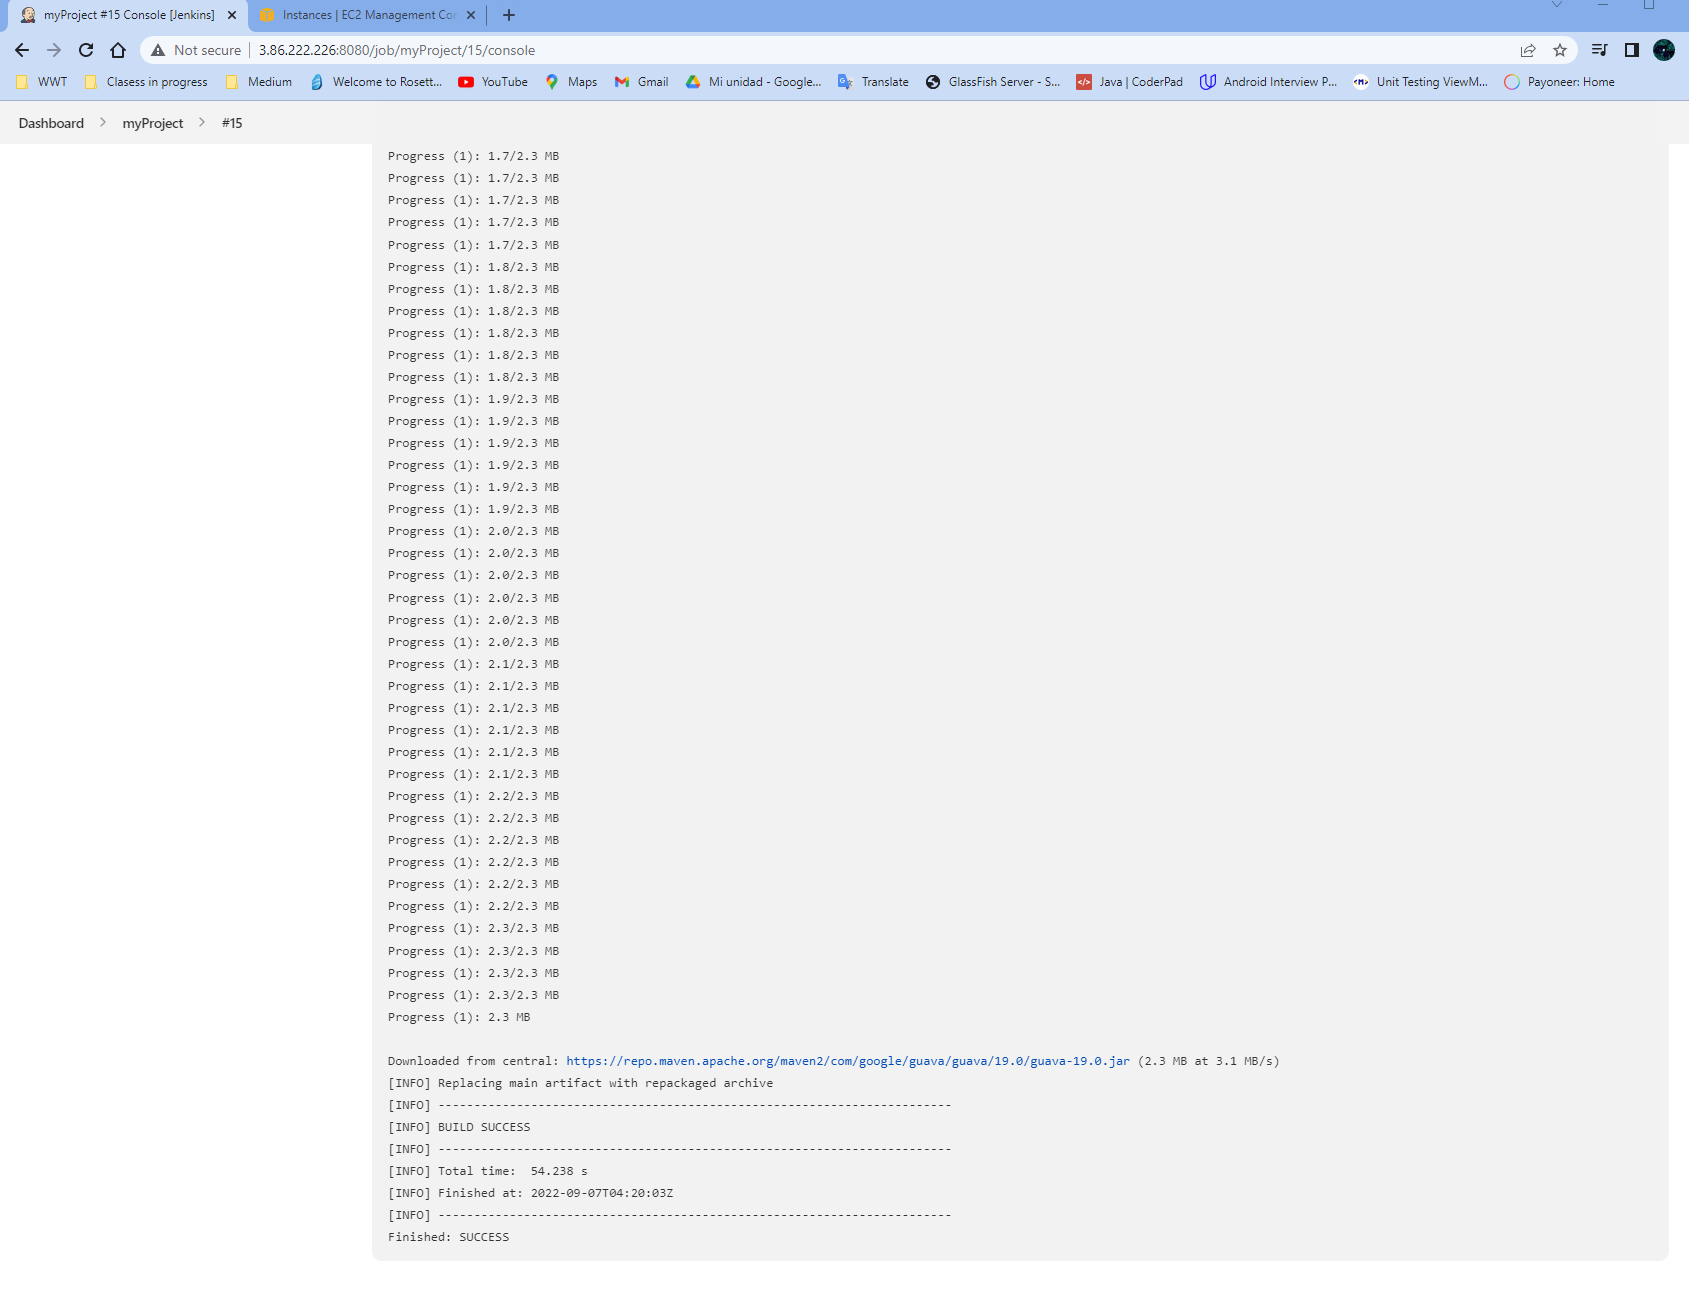 myProject #15 Console [Jenkins]
Instances | EC2 Management Con
Not secure
3.86.222.226:8080/job/myProject/15/console
WWT
Clasess in progress
Medium
Welcome to Rosett...
YouTube
Maps
Gmail
Mi unidad - Google...
Translate
GlassFish Server - S...
Java | CoderPad
Android Interview P...
Unit Testing ViewM...
Payoneer: Home
Dashboard > myProject > #15
Progress (1): 1.7/2.3 MB
Progress (1): 1.7/2.3 MB
Progress (1): 1.7/2.3 MB
Progress (1): 1.7/2.3 MB
Progress (1): 1.7/2.3 MB
Progress (1): 1.8/2.3 MB
Progress (1): 1.8/2.3 MB
Progress (1): 1.8/2.3 MB
Progress (1): 1.8/2.3 MB
Progress (1): 1.8/2.3 MB
Progress (1): 1.8/2.3 MB
Progress (1): 1.9/2.3 MB
Progress (1): 1.9/2.3 MB
Progress (1): 1.9/2.3 MB
Progress (1): 1.9/2.3 MB
Progress (1): 1.9/2.3 MB
Progress (1): 1.9/2.3 MB
Progress (1): 2.0/2.3 MB
Progress (1): 2.0/2.3 MB
Progress (1): 2.0/2.3 MB
Progress (1): 2.0/2.3 MB
Progress (1): 2.0/2.3 MB
Progress (1): 2.0/2.3 MB
Progress (1): 2.1/2.3 MB
Progress (1): 2.1/2.3 MB
Progress (1): 2.1/2.3 MB
Progress (1): 2.1/2.3 MB
Progress (1): 2.1/2.3 MB
Progress (1): 2.1/2.3 MB
Progress (1): 2.2/2.3 MB
Progress (1): 2.2/2.3 MB
Progress (1): 2.2/2.3 MB
Progress (1): 2.2/2.3 MB
Progress (1): 2.2/2.3 MB
Progress (1): 2.2/2.3 MB
Progress (1): 2.3/2.3 MB
Progress (1): 2.3/2.3 MB
Progress (1): 2.3/2.3 MB
Progress (1): 2.3/2.3 MB
Progress (1): 2.3 MB
Downloaded from central: https://repo.maven.apache.org/maven2/com/google/guava/guava/19.0/guava-19.0.jar (2.3 MB at 3.1 MB/s)
[INFO] Replacing main artifact with repackaged archive
[INFO] ------------------------------------------------------------------------
[INFO] BUILD SUCCESS
[INFO] ------------------------------------------------------------------------
[INFO] Total time:  54.238 s
[INFO] Finished at: 2022-09-07T04:20:03Z
[INFO] ------------------------------------------------------------------------
Finished: SUCCESS